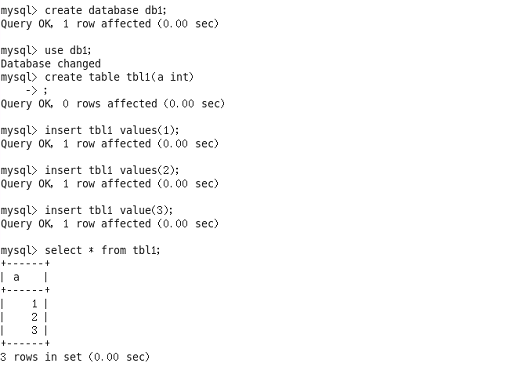 mysql> create database db1;
Query OK, 1 row affected (0.00 sec)
mysql> use db1;
Database changed
mysql> create table tbl1(a int)
    -> ;
Query OK, 0 rows affected (0.00 sec)
mysql> insert tbl1 values(1);
Query OK, 1 row affected (0.00 sec)
mysql> insert tbl1 values(2);
Query OK, 1 row affected (0.00 sec)
mysql> insert tbl1 value(3);
Query OK, 1 row affected (0.00 sec)
mysql> select * from tbl1;
+------+
| a    |
+------+
|    1 |
|    2 |
|    3 |
+------+
3 rows in set (0.00 sec)